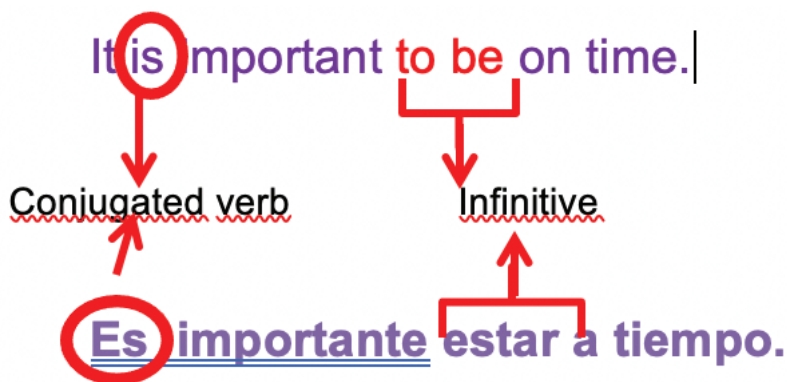 It is important to be on time.
Conjugated verb
Infinitive
Es importante estar a tiempo.